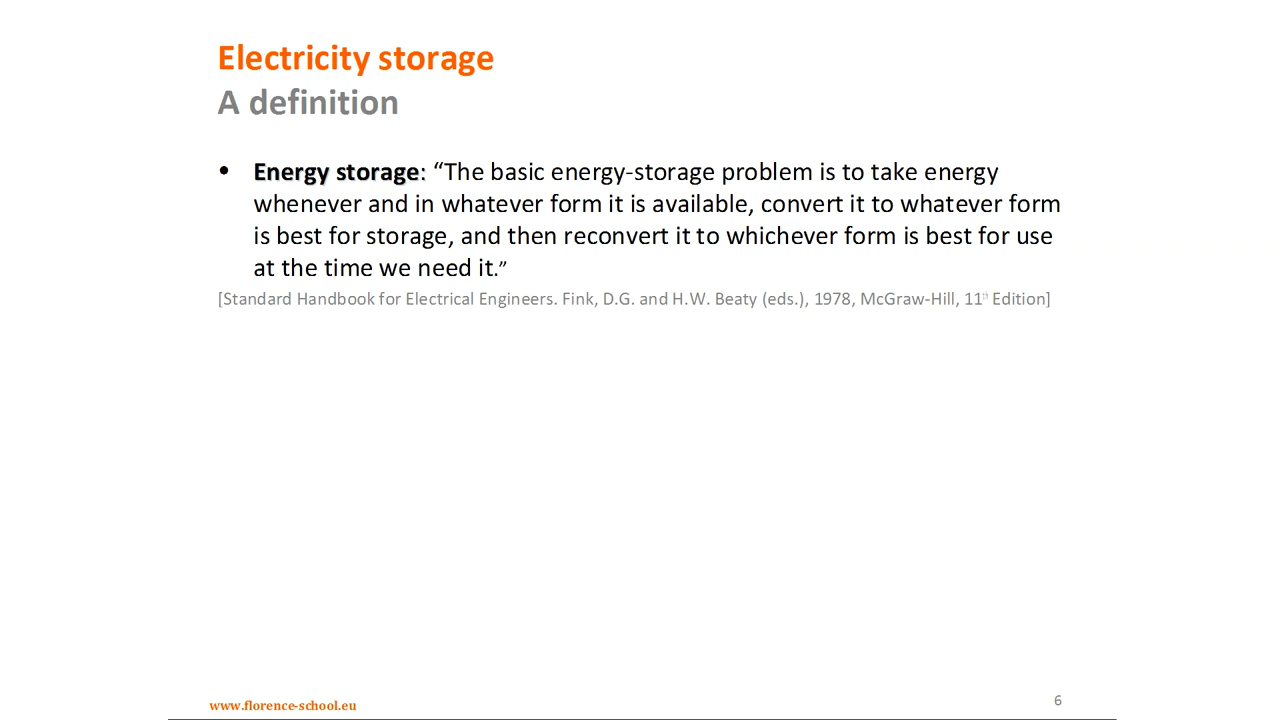 Electricity storage
A definition
• Energy storage: “The basic energy-storage problem is to take energy
whenever and in whatever form it is available, convert it to whatever form
is best for storage, and then reconvert it to whichever form is best for use
at the time we need it.”
[Standard Handbook for Electrical Engineers. Fink, D.G. and H.W. Beaty (eds.), 1978, McGraw-Hill, 11th Edition]
www.florence-school.eu
6